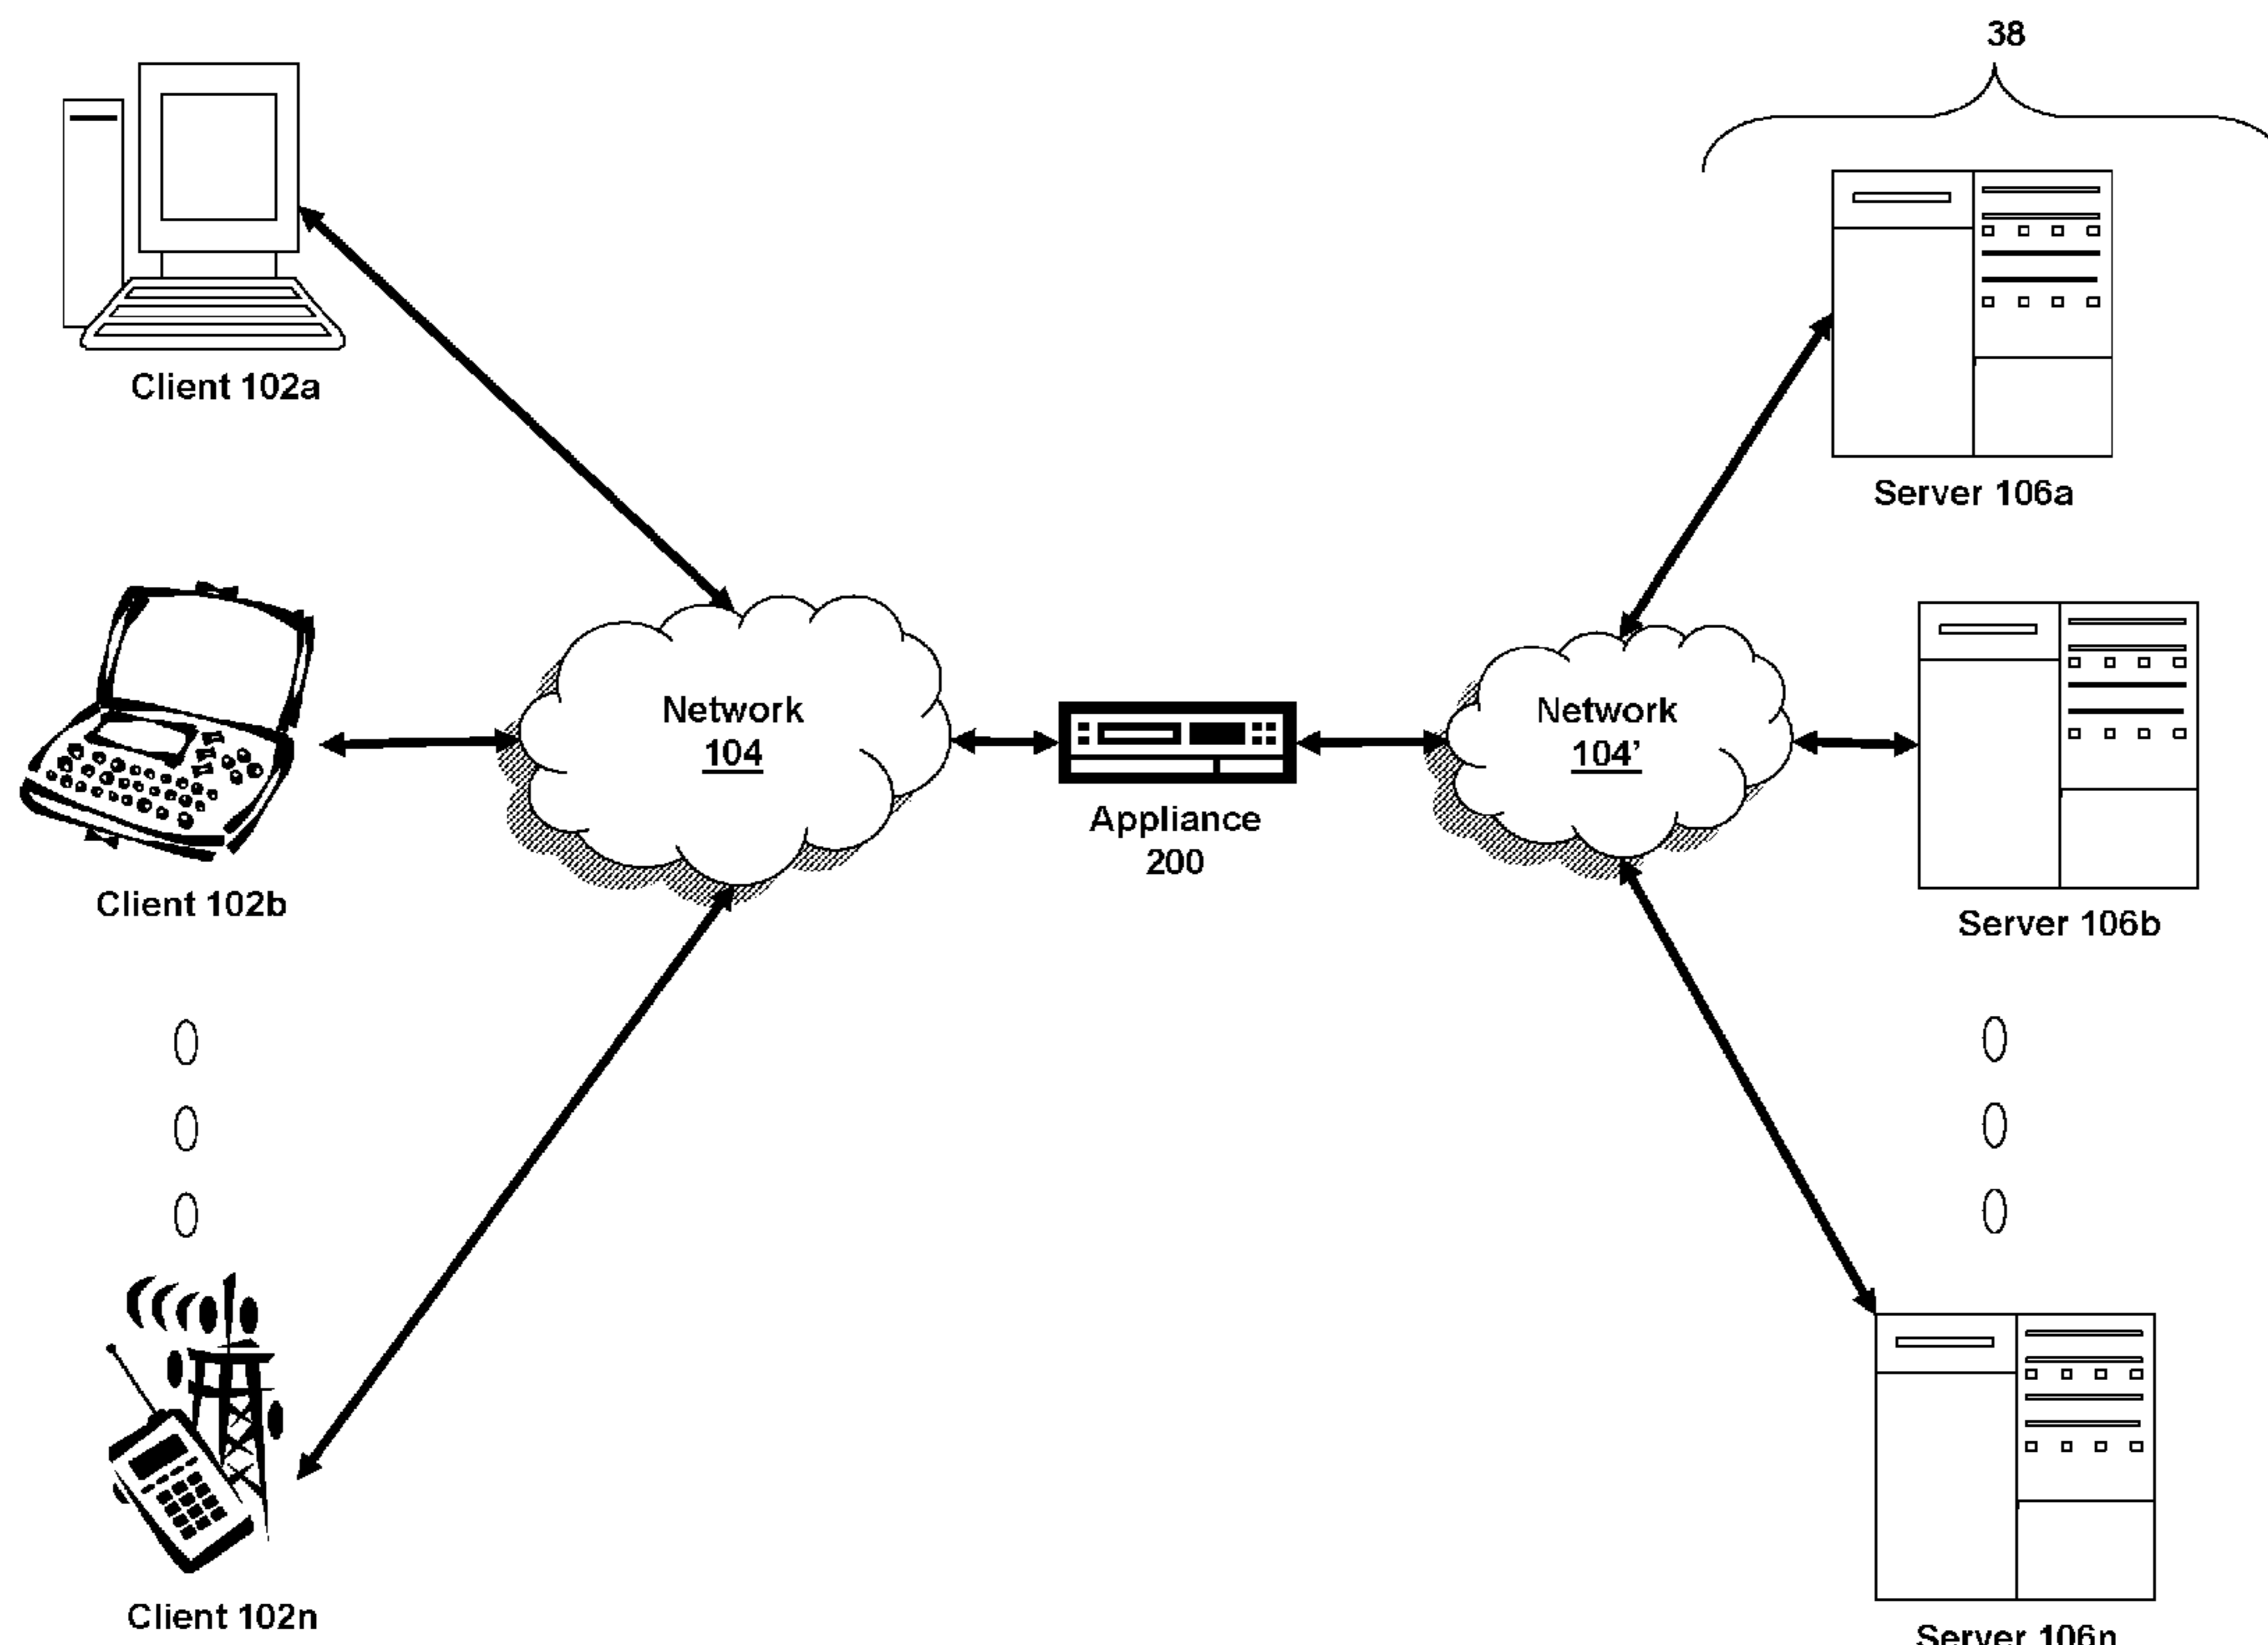 38
Client 102a
Server 106a
Network
104
Network
104’
Appliance
200
Client 102b
Server 106b
Client 102n
Server 106n